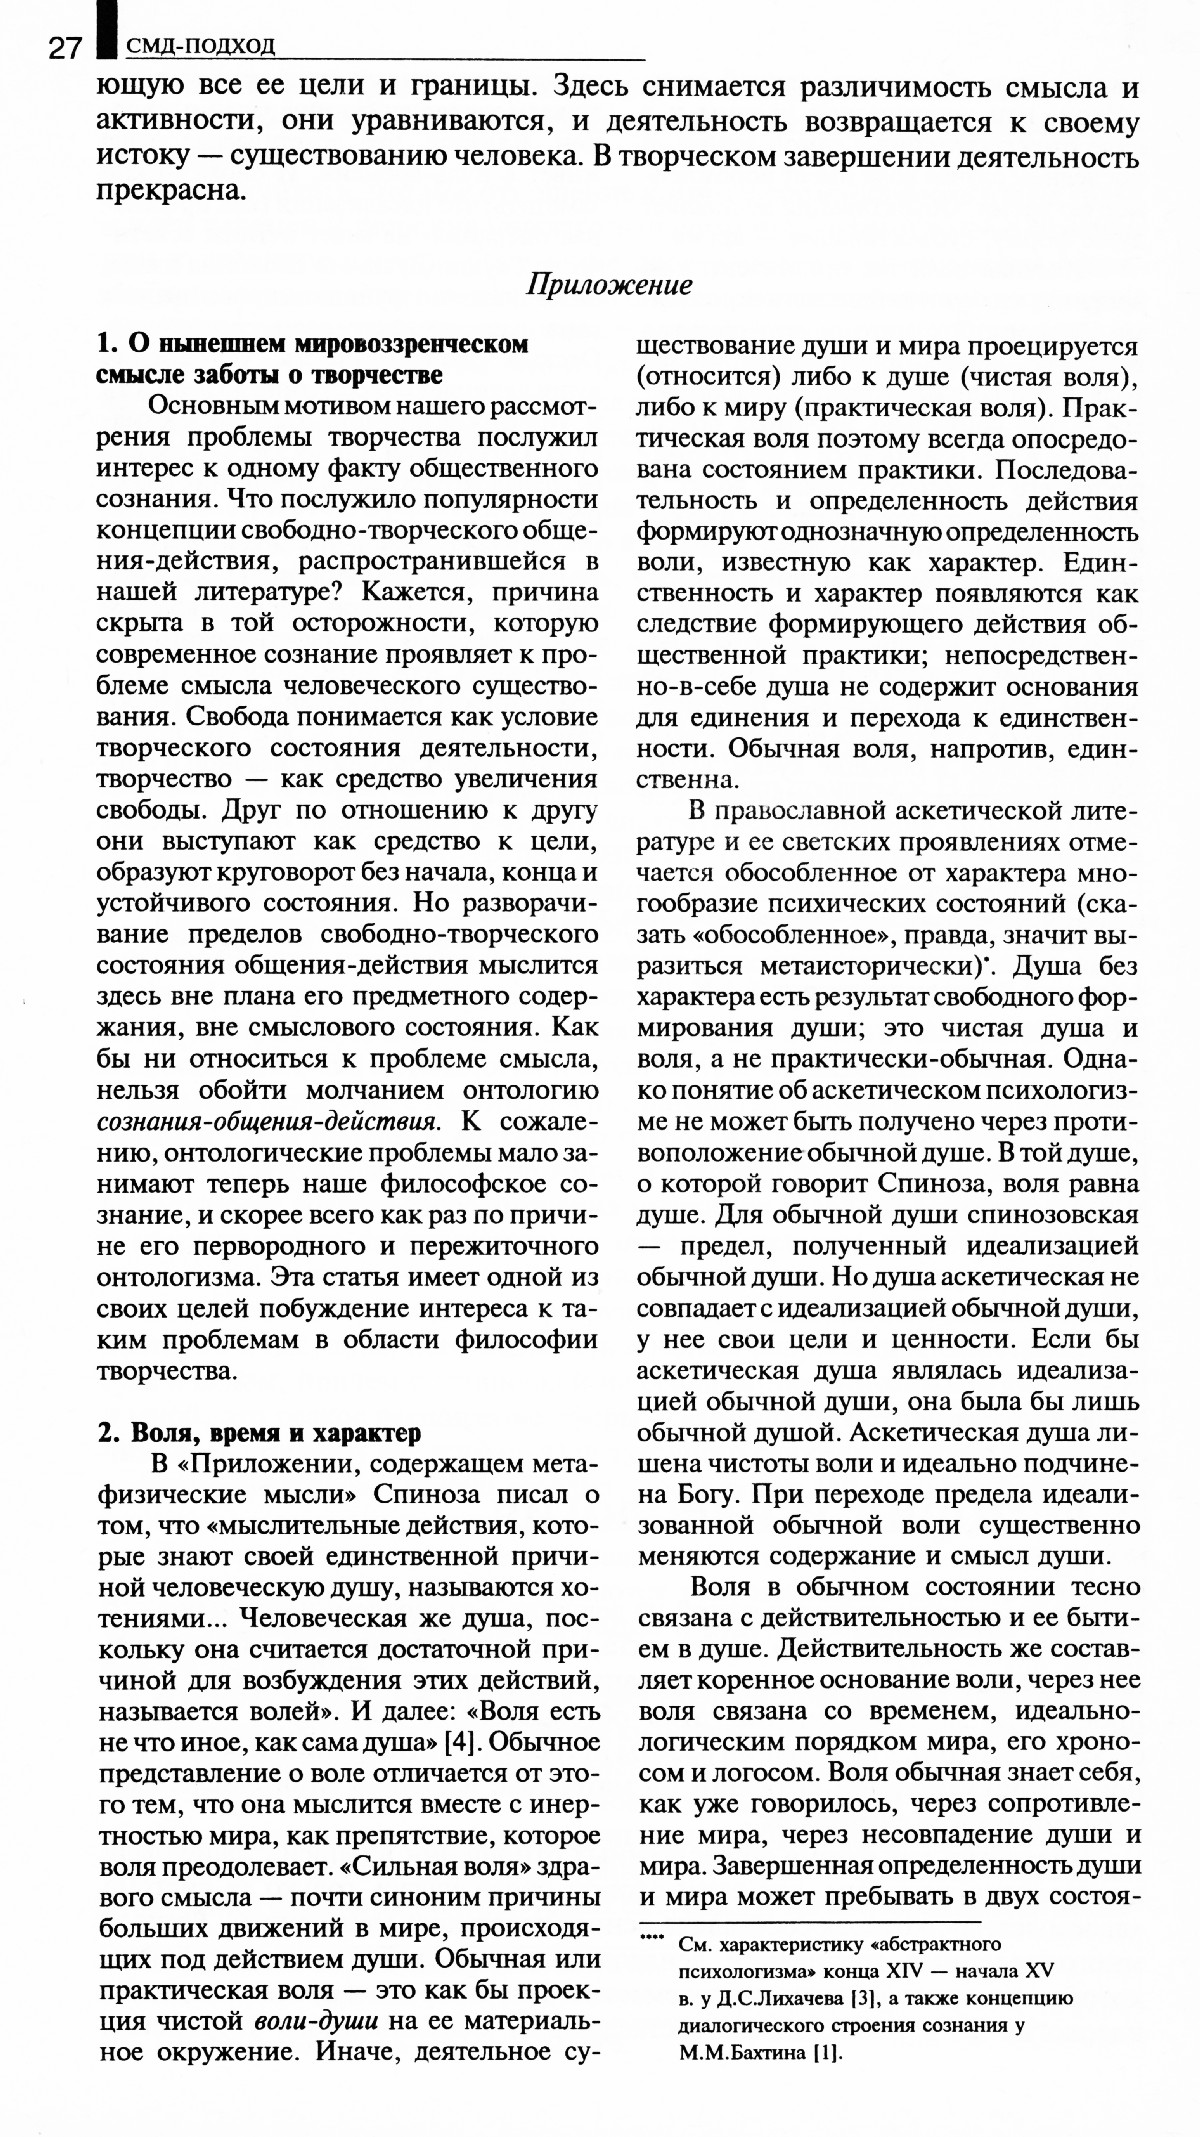 27 СМД-ПОДХОД
ющую все ее цели и границы. Здесь снимается различимость смысла и
активности, они уравниваются, и деятельность возвращается к своему
истоку — существованию человека. В творческом завершении деятельность
прекрасна.
Приложение
1. О нынешнем мировоззренческом
смысле заботы о творчестве
Основным мотивом нашего рассмот-
рения проблемы творчества послужил
интерес к одному факту общественного
сознания. Что послужило популярности
концепции свободно-творческого обще-
ния-действия, распространившейся в
нашей литературе? Кажется, причина
скрыта в той осторожности, которую
современное сознание проявляет к про-
блеме смысла человеческого существо-
вания. Свобода понимается как условие
творческого состояния деятельности,
творчество — как средство увеличения
свободы. Друг по отношению к другу
они выступают как средство к цели,
образуют круговорот без начала, конца и
устойчивого состояния. Но разворачи-
вание пределов свободно-творческого
состояния общения-действия мыслится
здесь вне плана его предметного содер-
жания, вне смыслового состояния. Как
бы ни относиться к проблеме смысла,
нельзя обойти молчанием онтологию
сознания-общения-действия. К сожале-
нию, онтологические проблемы мало за-
нимают теперь наше философское со-
знание, и скорее всего как раз по причи-
не его первородного и пережиточного
онтологизма. Эта статья имеет одной из
своих целей побуждение интереса к та-
ким проблемам в области философии
творчества.
2. Воля, время и характер
В «Приложении, содержащем мета-
физические мысли» Спиноза писал о
том, что «мыслительные действия, кото-
рые знают своей единственной причи-
ной человеческую душу, называются хо-
тениями... Человеческая же душа, пос-
кольку она считается достаточной при-
чиной для возбуждения этих действий,
называется волей». И далее: «Воля есть
не что иное, как сама душа» [4]. Обычное
представление о воле отличается от это-
го тем, что она мыслится вместе с инер-
тностью мира, как препятствие, которое
воля преодолевает. «Сильная воля» здра-
вого смысла — почти синоним причины
больших движений в мире, происходя-
щих под действием души. Обычная или
практическая воля — это как бы проек-
ция чистой воли-души на ее материаль-
ное окружение. Иначе, деятельное су-
ществование души и мира проецируется
(относится) либо к душе (чистая воля),
либо к миру (практическая воля). Прак-
тическая воля поэтому всегда опосредо-
вана состоянием практики. Последова-
тельность и определенность действия
формируют однозначную определенность
воли, известную как характер. Един-
ственность и характер появляются как
следствие формирующего действия об-
щественной практики; непосредствен-
но-в-себе душа не содержит основания
для единения и перехода к единствен-
ности. Обычная воля, напротив, един-
ственна.
В православной аскетической лите-
ратуре и ее светских проявлениях отме-
чается обособленное от характера мно-
гообразие психических состояний (ска-
зать «обособленное», правда, значит вы-
разиться метаисторически)*. Душа без
характера есть результат свободного фор-
мирования души; это чистая душа и
воля, а не практически-обычная. Одна-
ко понятие об аскетическом психологиз-
ме не может быть получено через проти-
воположение обычной душе. В той душе,
о которой говорит Спиноза, воля равна
душе. Для обычной души спинозовская
— предел, полученный идеализацией
обычной души. Но душа аскетическая не
совпадает с идеализацией обычной души,
у нее свои цели и ценности. Если бы
аскетическая душа являлась идеализа-
цией обычной души, она была бы лишь
обычной душой. Аскетическая душа ли-
шена чистоты воли и идеально подчине-
на Богу. При переходе предела идеали-
зованной обычной воли существенно
меняются содержание и смысл души.
Воля в обычном состоянии тесно
связана с действительностью и ее быти-
ем в душе. Действительность же состав-
ляет коренное основание воли, через нее
воля связана со временем, идеально-
логическим порядком мира, его хроно-
сом и логосом. Воля обычная знает себя,
как уже говорилось, через сопротивле-
ние мира, через несовпадение души и
мира. Завершенная определенность души
и мира может пребывать в двух состоя-
**** См. характеристику «абстрактного
психологизма» конца XIV — начала XV
в. у Д.С.Лихачева [3], а также концепцию
диалогического строения сознания у
М.М.Бахтина [1].